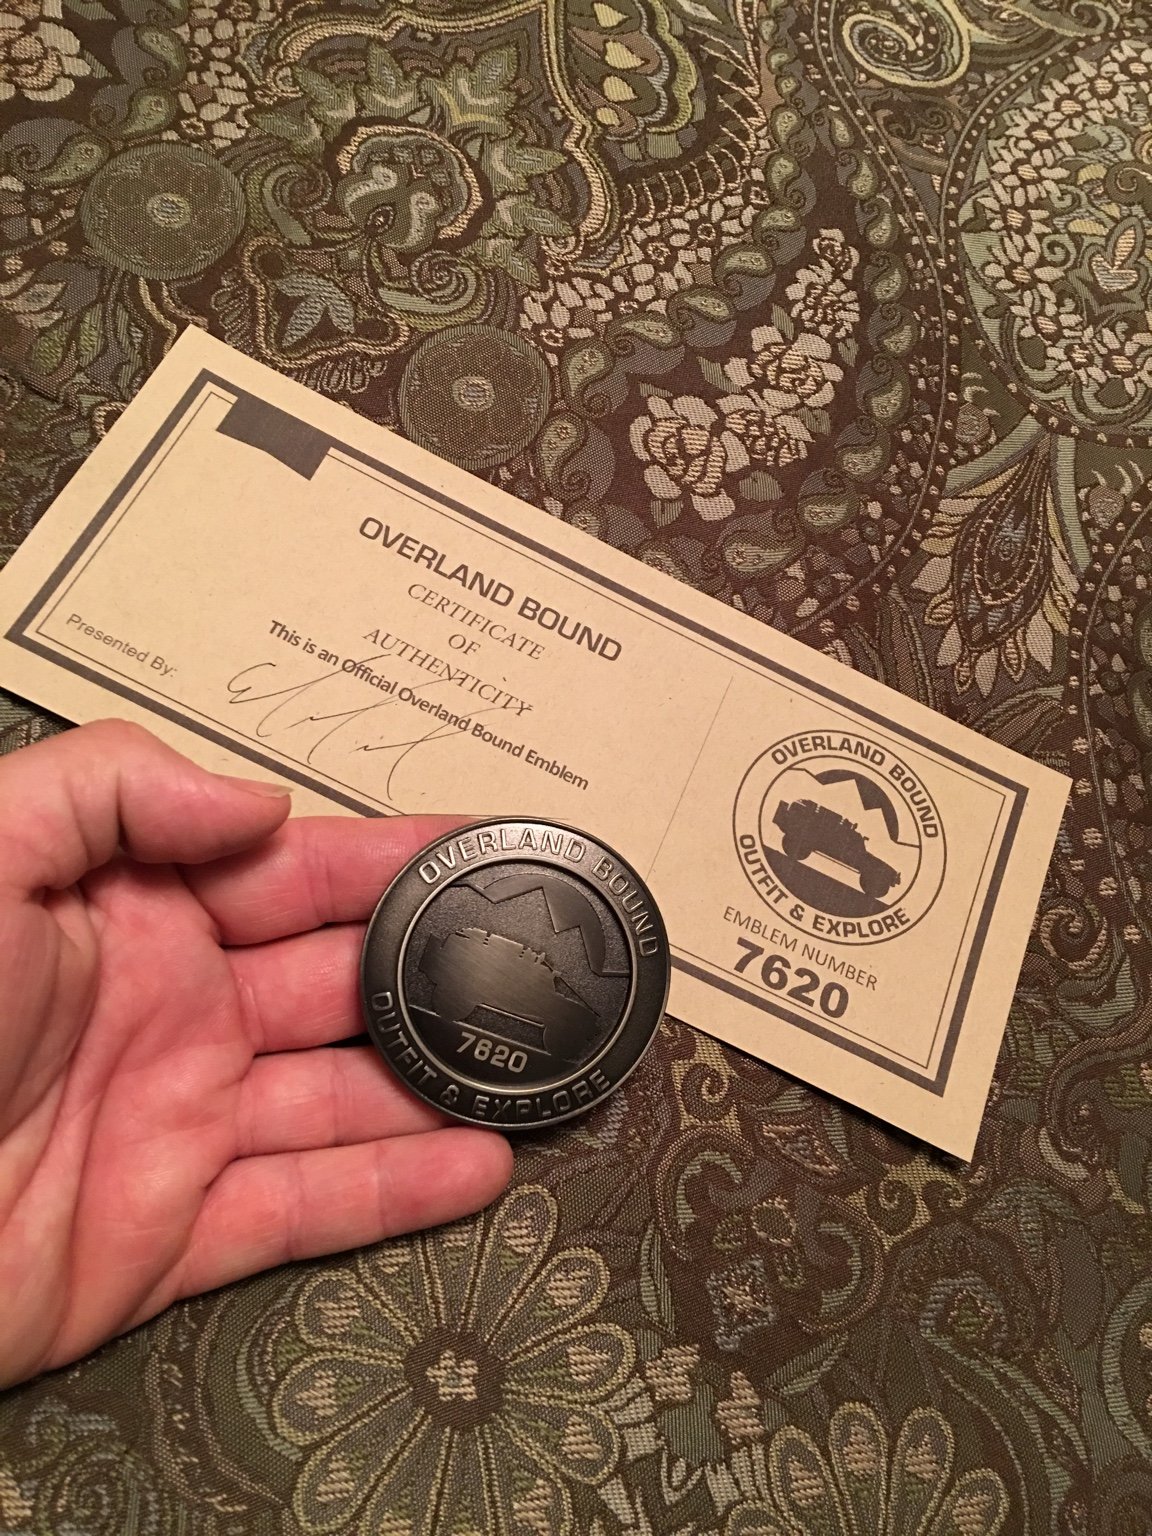 OVERLAND BOUND
CERTIFICATE
OF
AUTHENTICITY
This is an Official Overland Bound Emblem
Presented By:
OVERLAND BOUND
OUTFIT & EXPLORE
EMBLEM NUMBER
7620
OVERLAND BOUND
7620
OUTFIT & EXPLORE